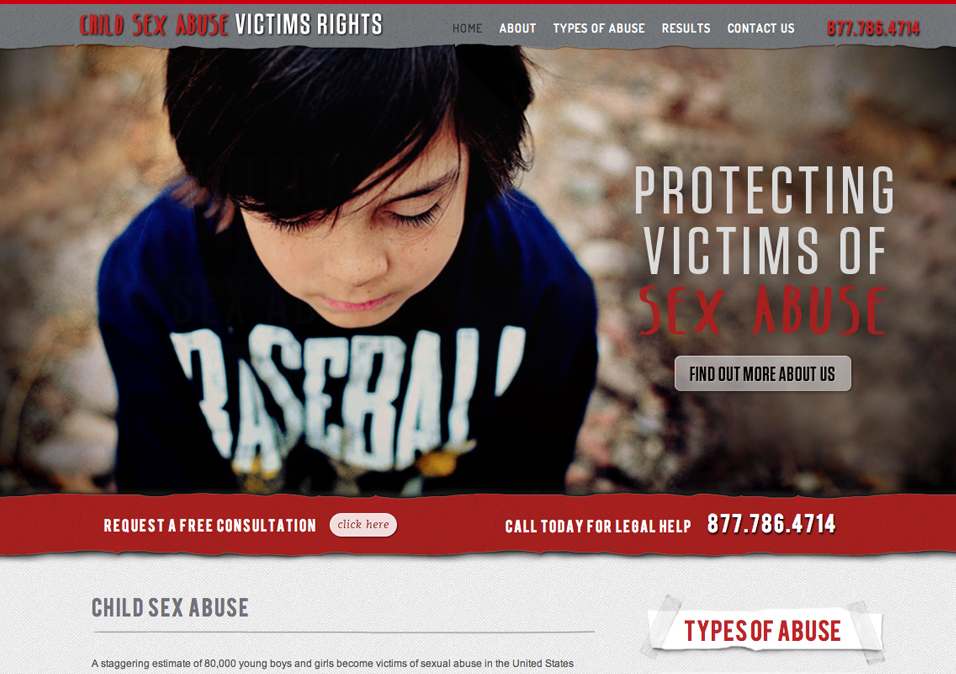 CHILD SEX ABUSE VICTIMS RIGHTS
HOME ABOUT TYPES OF ABUSE RESULTS CONTACT US 877.786.4714
PROTECTING
VICTIMS OF
SEX ABUSE
FIND OUT MORE ABOUT US
BASEBALL
REQUEST A FREE CONSULTATION click here CALL TODAY FOR LEGAL HELP 877.786.4714
CHILD SEX ABUSE
TYPES OF ABUSE
A staggering estimate of 80,000 young boys and girls become victims of sexual abuse in the United States